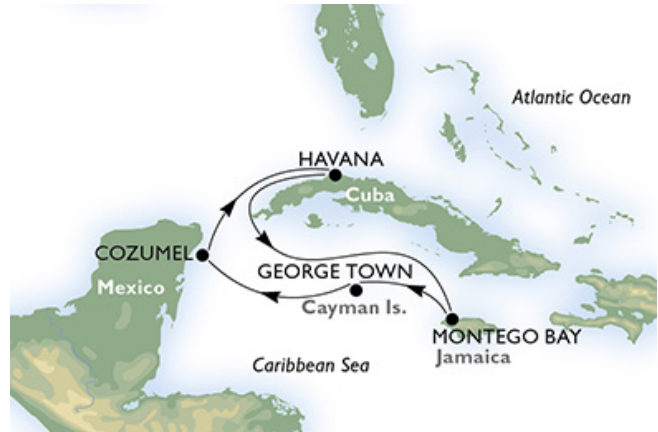 Atlantic Ocean
HAVANA
Cuba
COZUMEL
GEORGE TOWN
Mexico
Cayman Is.
MONTEGO BAY
Jamaica
Caribbean Sea